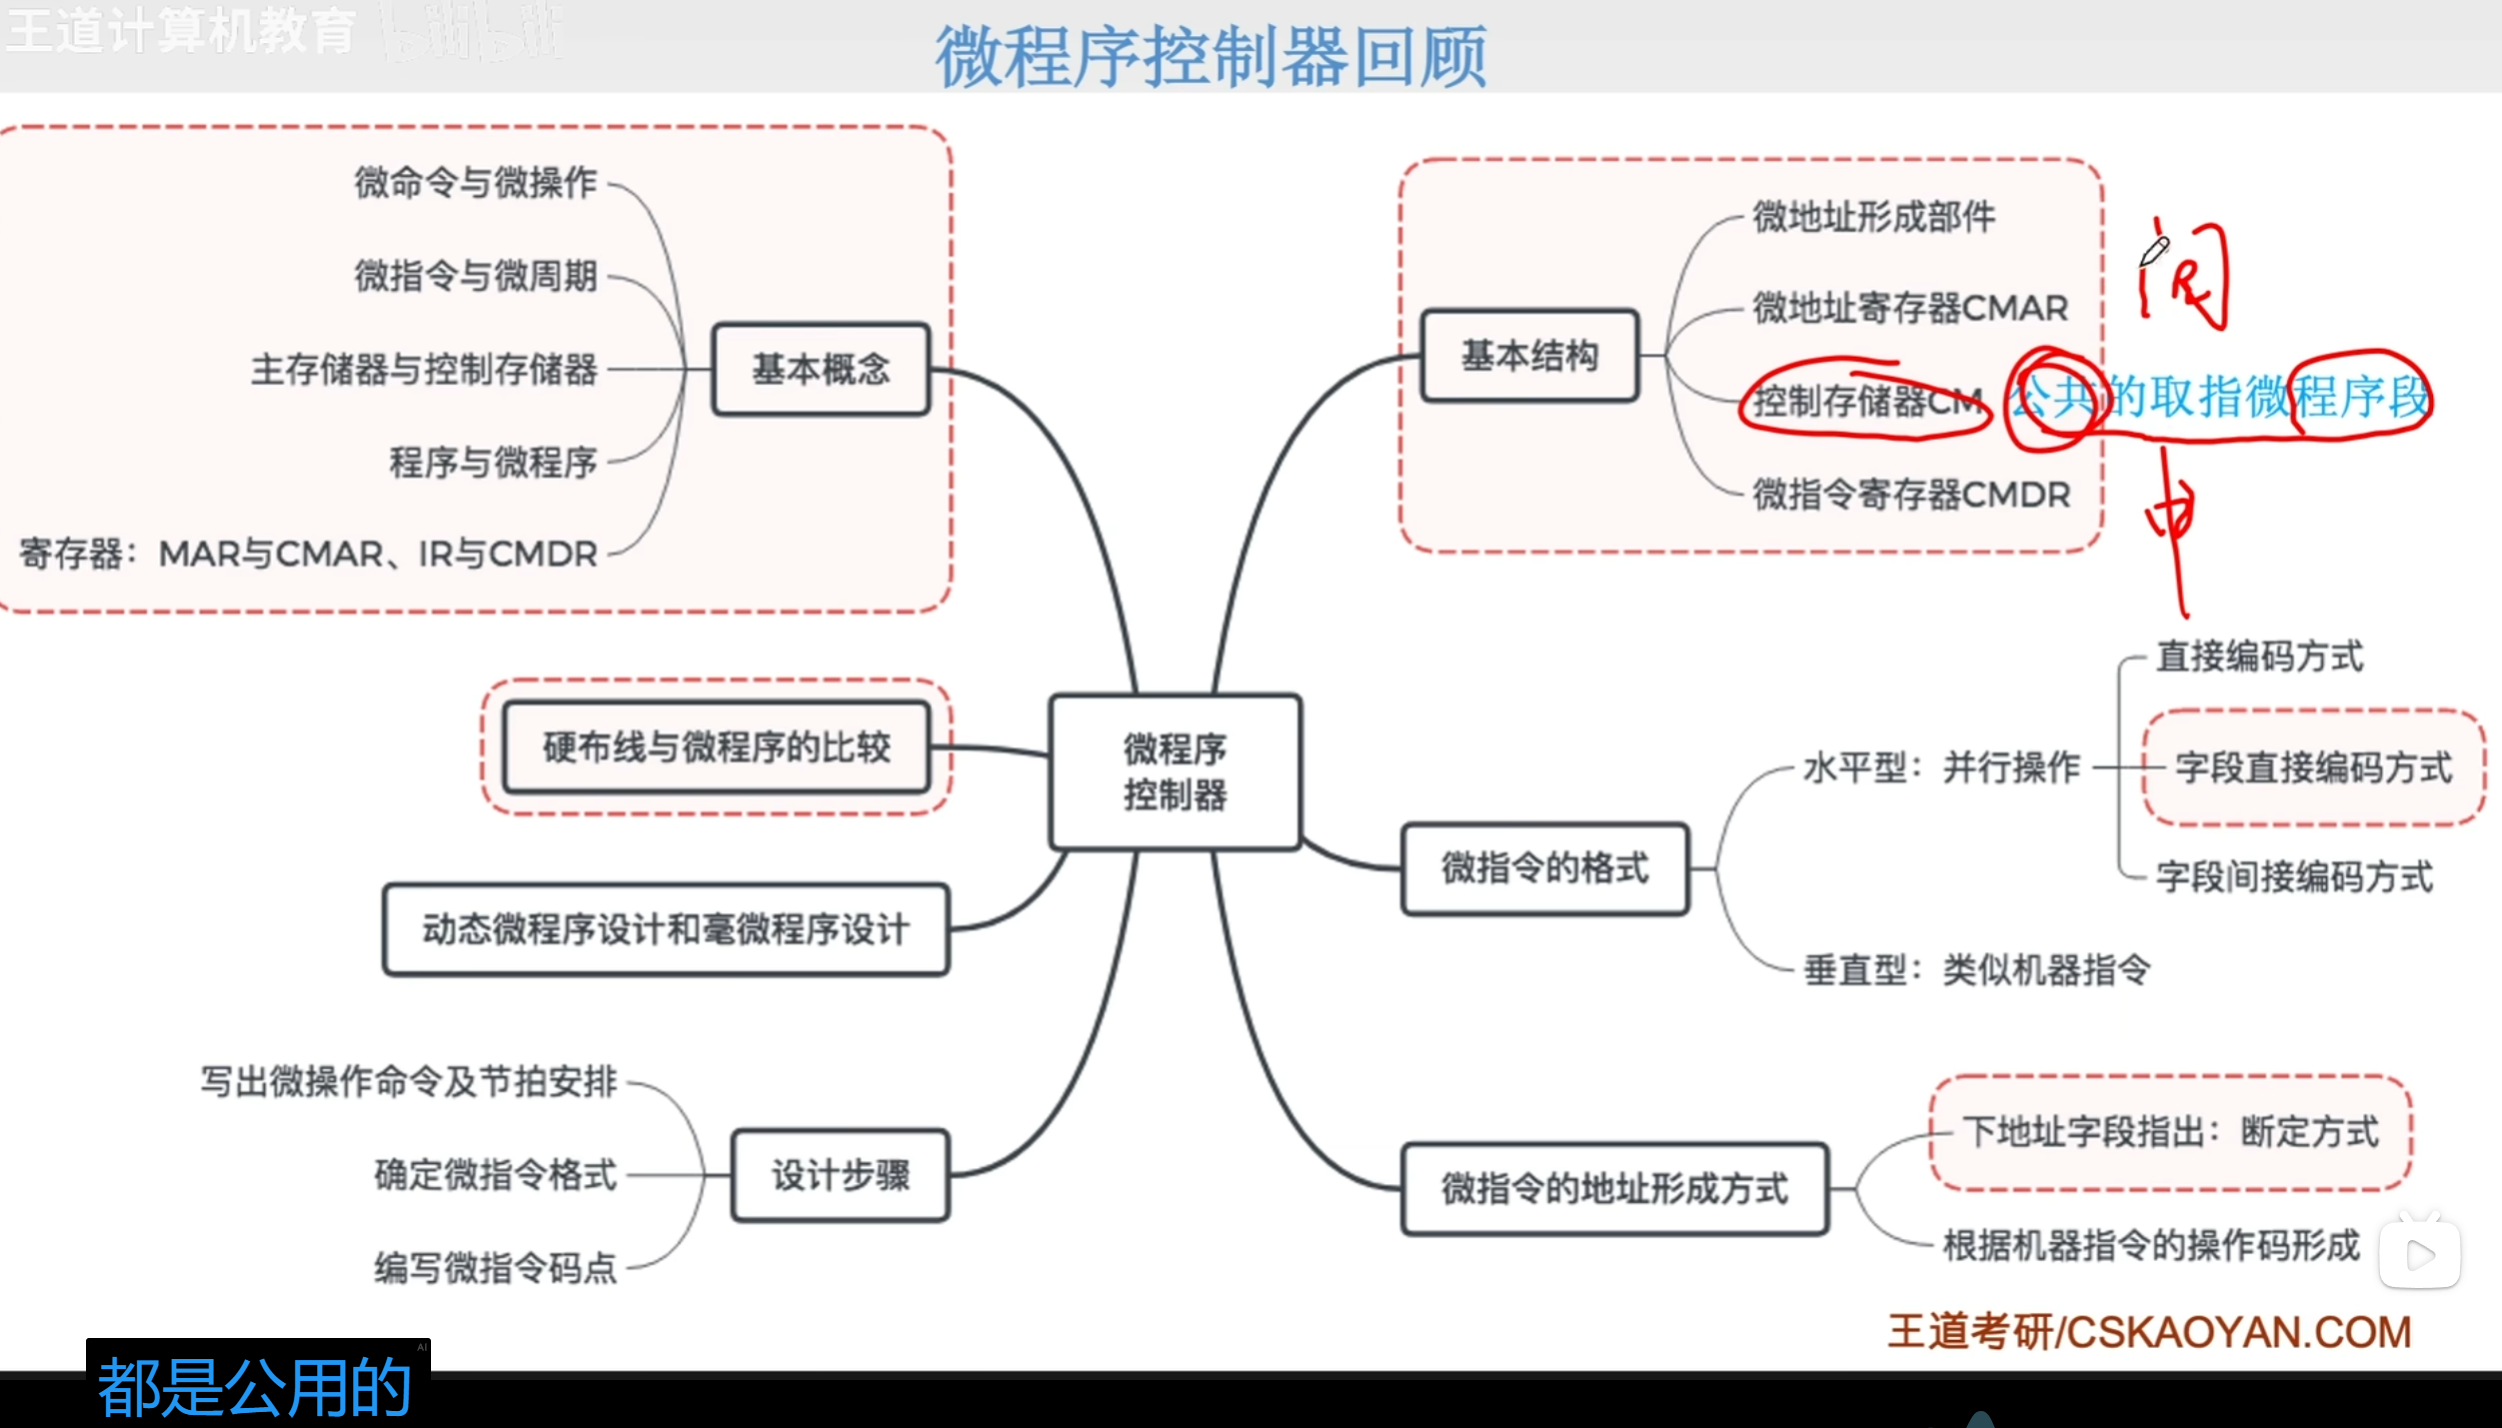 王道计算机教育 bilibili
微程序控制器回顾
微命令与微操作
微指令与微周期
主存储器与控制存储器
程序与微程序
寄存器：MAR与CMAR、IR与CMDR
基本概念
微地址形成部件
微地址寄存器CMAR
控制存储器CM 公共的取指微程序段
微指令寄存器CMDR
基本结构
间
中
硬布线与微程序的比较
微程序
控制器
动态微程序设计和毫微程序设计
直接编码方式
水平型：并行操作
字段直接编码方式
字段间接编码方式
微指令的格式
垂直型：类似机器指令
写出微操作命令及节拍安排
确定微指令格式
编写微指令码点
设计步骤
下地址字段指出：断定方式
微指令的地址形成方式
根据机器指令的操作码形成
王道考研/CSKAOYAN.COM
都是公用的
AI